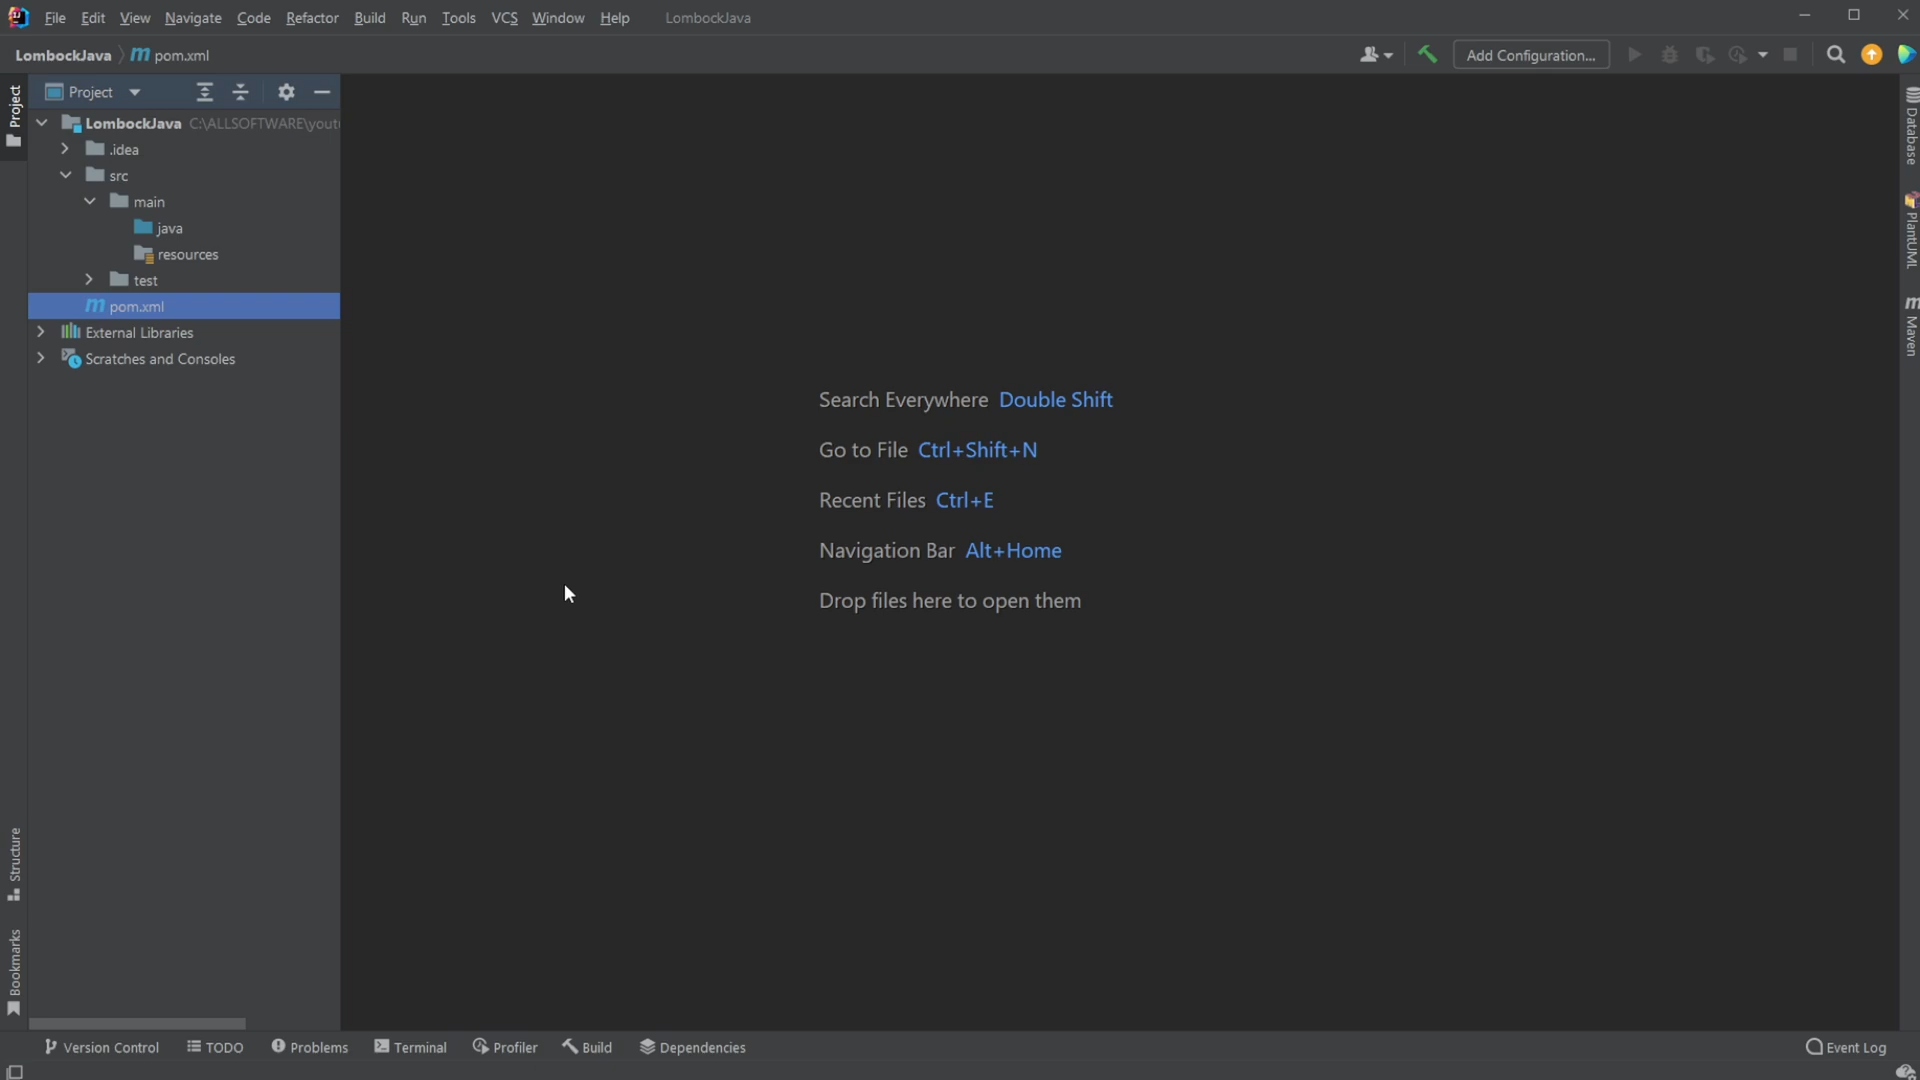 File Edit View Navigate Code Refactor Build Run Tools VCS Window Help LombockJava
LombockJava pom.xml
Add Configuration...
Project
Project
LombockJava C:\ALLSOFTWARE\yout
.idea
src
main
java
resources
test
pom.xml
External Libraries
Scratches and Consoles
Search Everywhere Double Shift
Go to File Ctrl+Shift+N
Recent Files Ctrl+E
Navigation Bar Alt+Home
Drop files here to open them
Database
PlantUML
Maven
Structure
Bookmarks
Version Control TODO Problems Terminal Profiler Build Dependencies Event Log